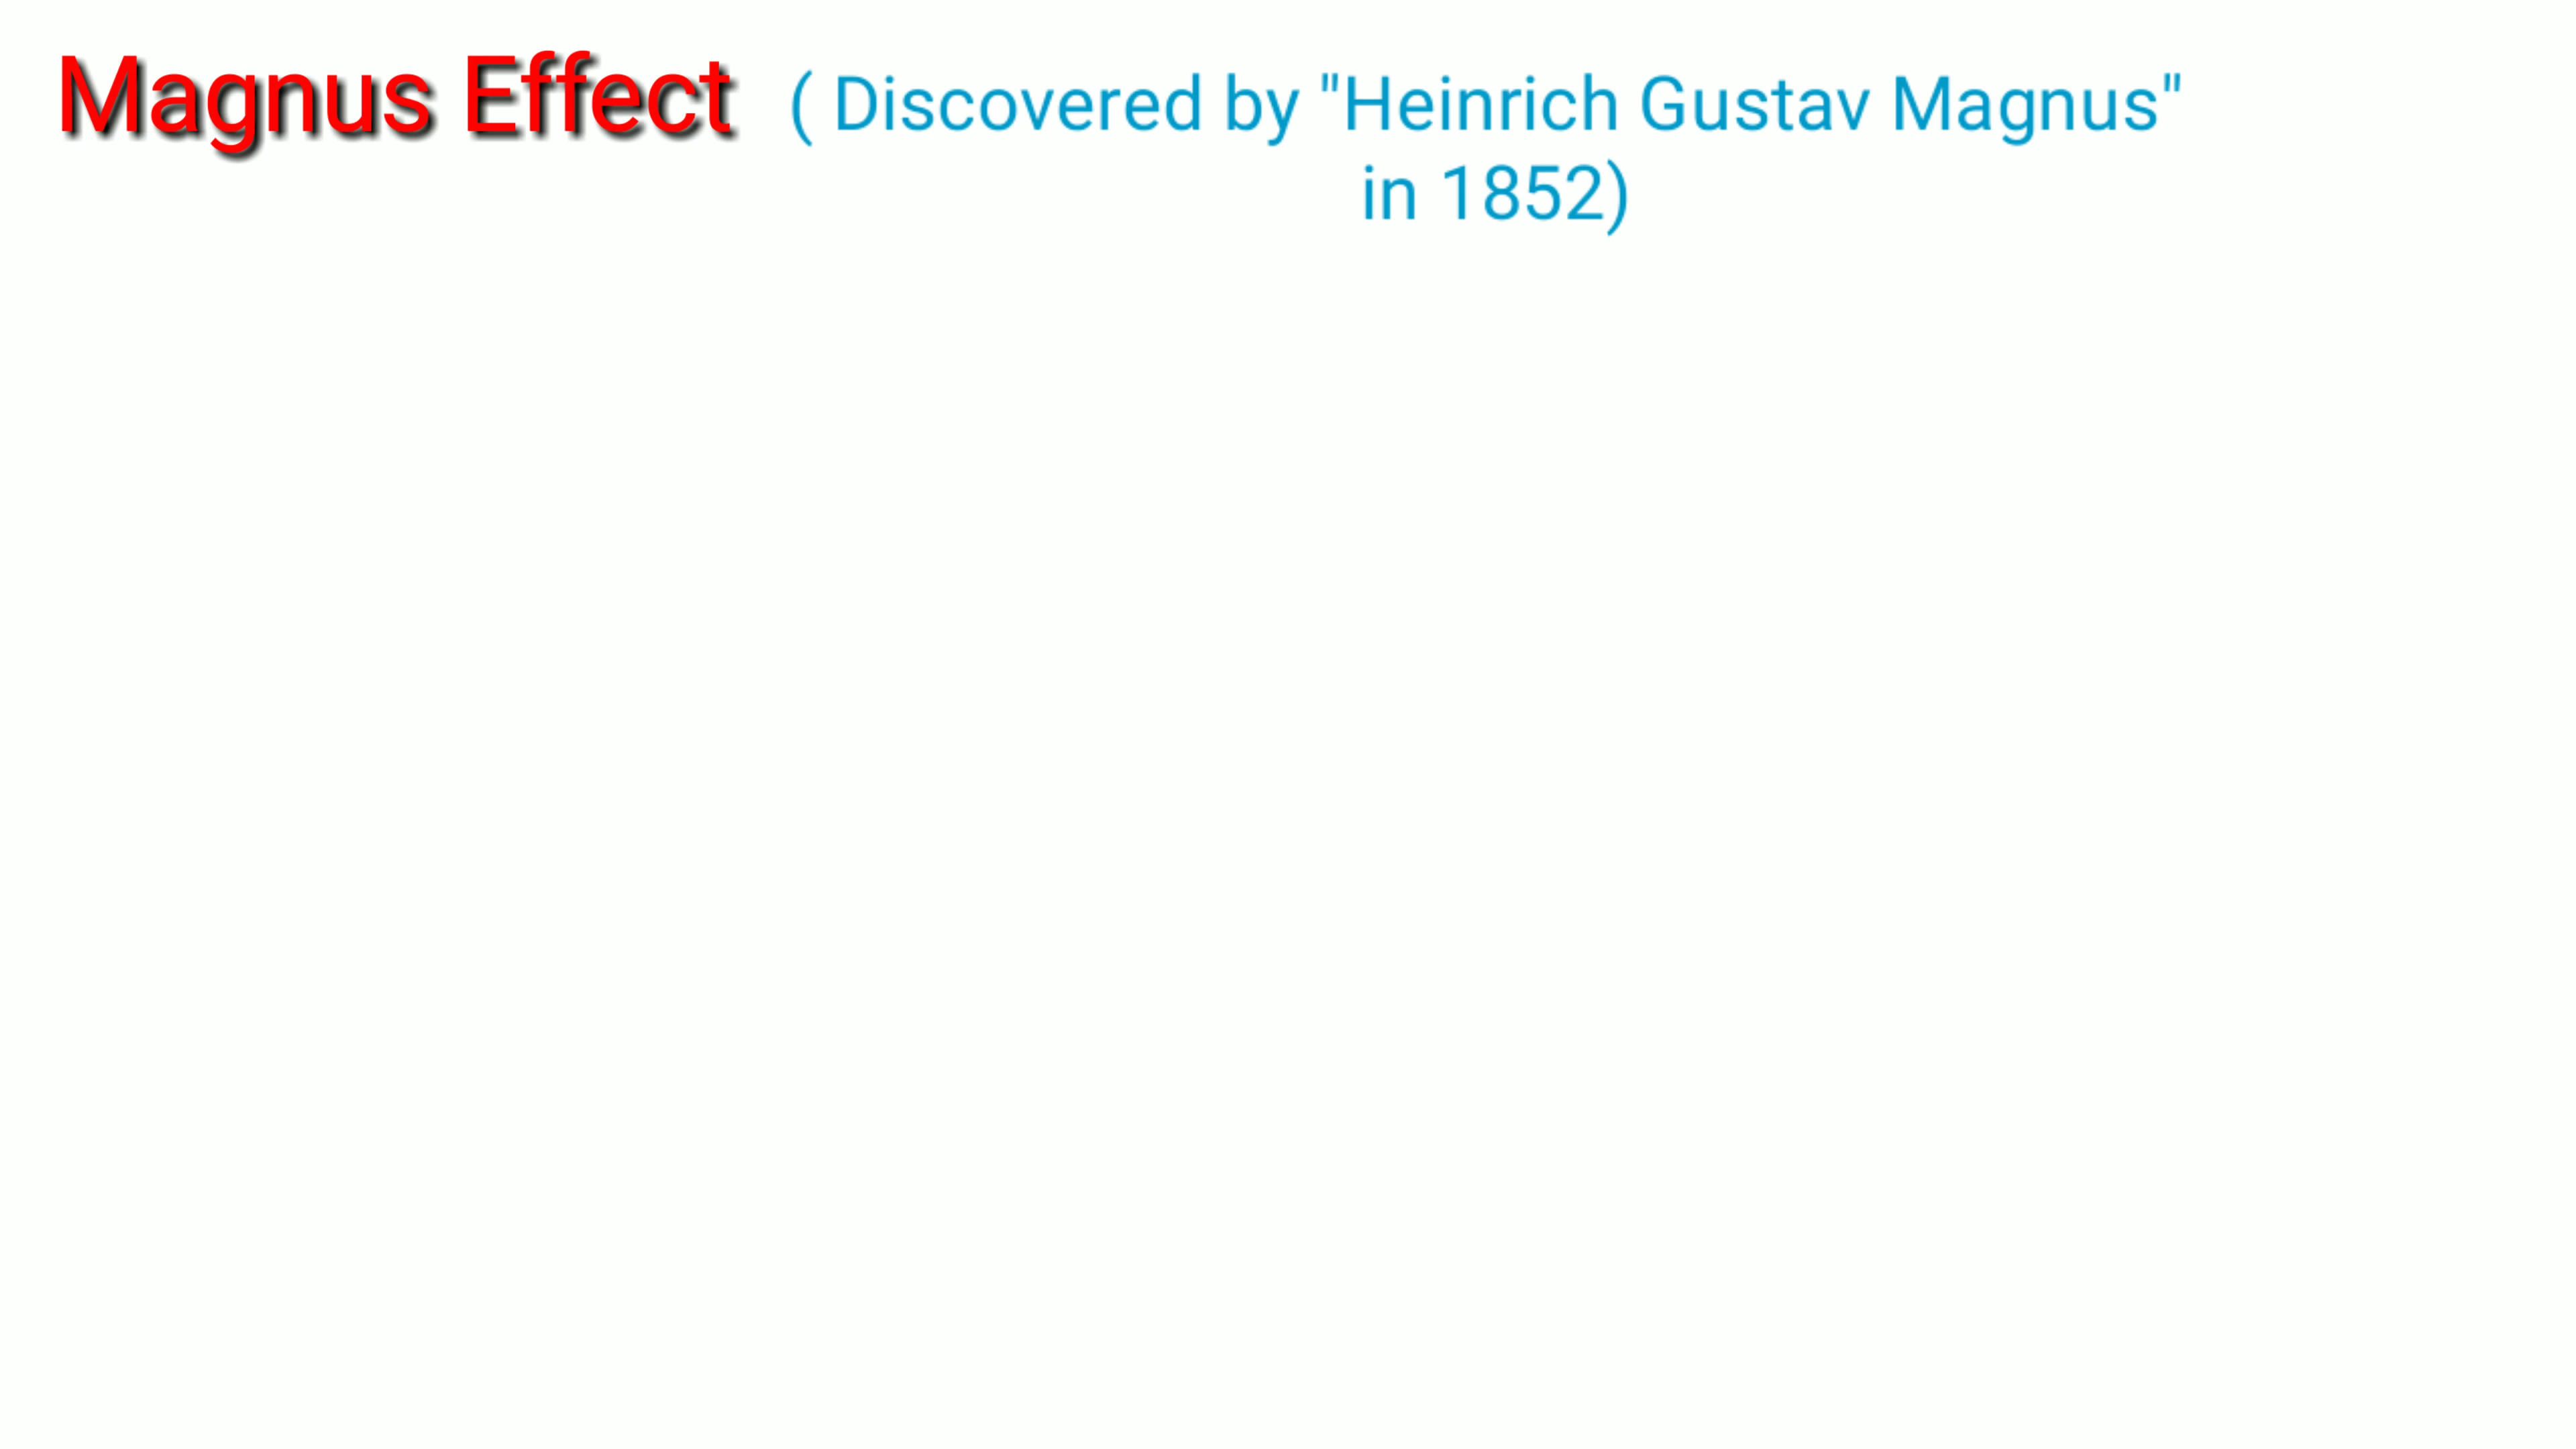 Magnus Effect ( Discovered by "Heinrich Gustav Magnus"
in 1852)